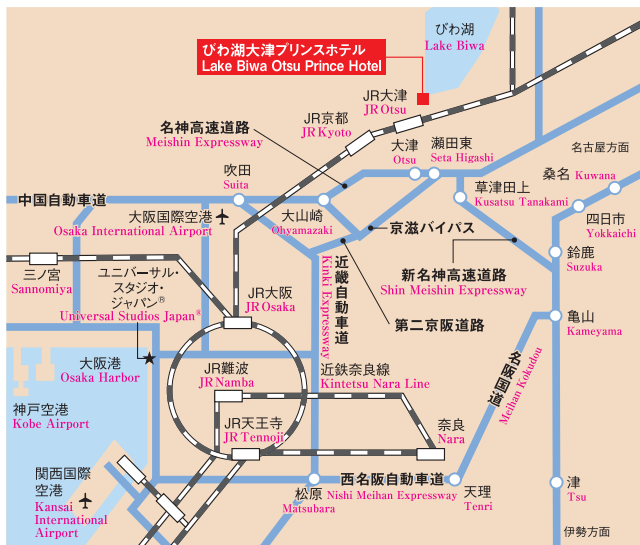 びわ湖
Lake Biwa
びわ湖大津プリンスホテル
Lake Biwa Otsu Prince Hotel
JR大津
JR Otsu
JR京都
JR Kyoto
名神高速道路
Meishin Expressway
大津
Otsu
瀬田東
Seta Higashi
名古屋方面
桑名 Kuwana
吹田
Suita
草津田上
Kusatsu Tanakami
四日市
Yokkaichi
中国自動車道
大阪国際空港
Osaka International Airport
大山崎
Ohyamazaki
京滋バイパス
鈴鹿
Suzuka
三ノ宮
Sannomiya
ユニバーサル・
スタジオ・
ジャパン®
Universal Studios Japan®
近畿自動車道
Kinki Expressway
新名神高速道路
Shin Meishin Expressway
JR大阪
JR Osaka
第二京阪道路
亀山
Kameyama
大阪港
Osaka Harbor
JR難波
JR Namba
近鉄奈良線
Kintetsu Nara Line
名阪国道
Meihan Kokudou
神戸空港
Kobe Airport
JR天王寺
JR Tennoji
奈良
Nara
関西国際
空港
Kansai
International
Airport
松原
Matsubara
西名阪自動車道
Nishi Meihan Expressway
天理
Tenri
津
Tsu
伊勢方面